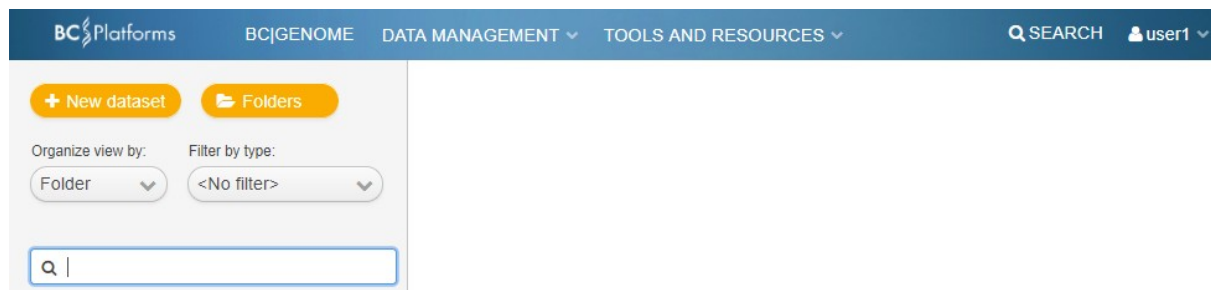 BC Platforms BC|GENOME DATA MANAGEMENT TOOLS AND RESOURCES SEARCH user1
+ New dataset Folders
Organize view by: Filter by type:
Folder <No filter>